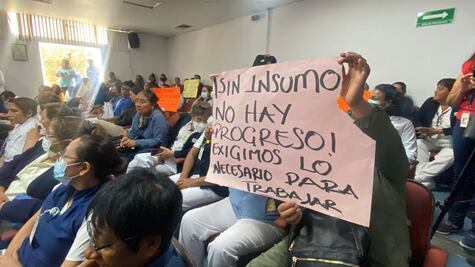 ¡SIN INSUMO
NO HAY
PROGRESO!
EXIGIMOS LO
NECESARIO PARA
TRABAJAR